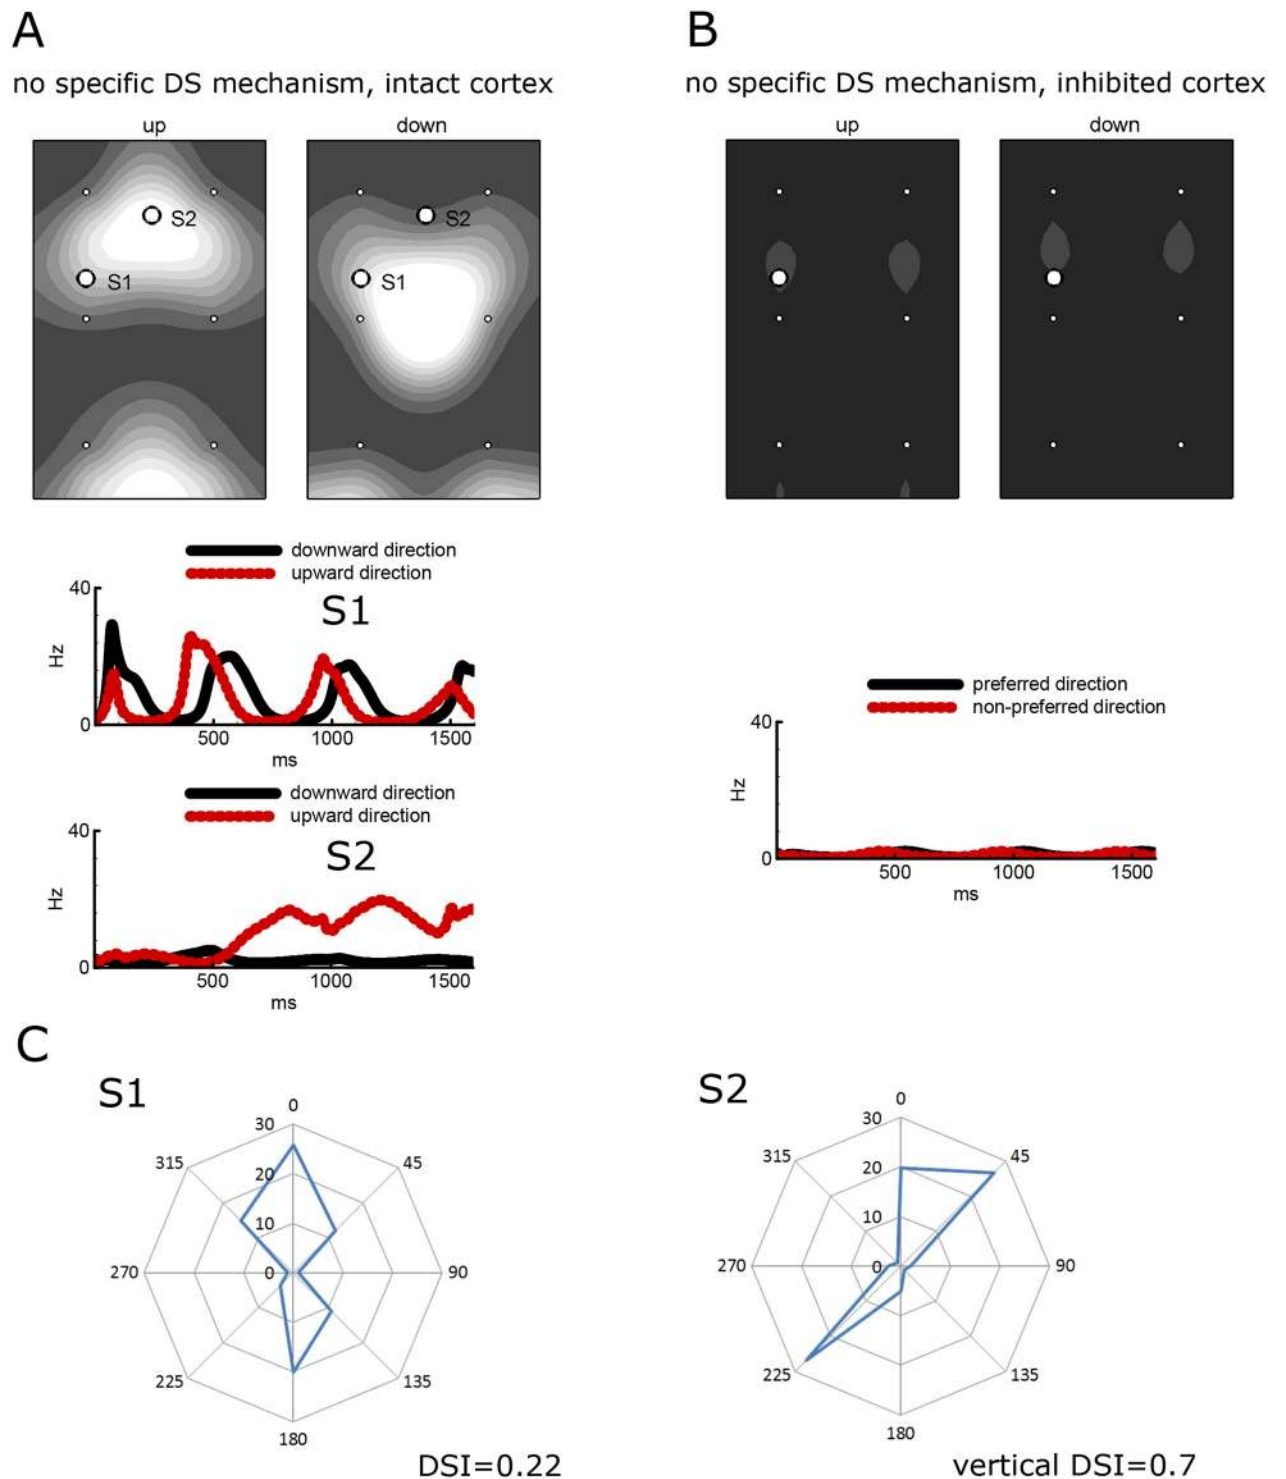 A
B
no specific DS mechanism, intact cortex
no specific DS mechanism, inhibited cortex
up
down
up
down
S2
S1
S2
S1
downward direction
upward direction
S1
40
Hz
0
500
1000
1500
ms
downward direction
upward direction
S2
40
Hz
0
500
1000
1500
ms
preferred direction
non-preferred direction
40
Hz
0
500
1000
1500
ms
C
S1
0
30
315
45
20
10
270
0
90
225
135
180
DSI=0.22
S2
0
30
315
45
20
10
270
0
90
225
135
180
vertical DSI=0.7